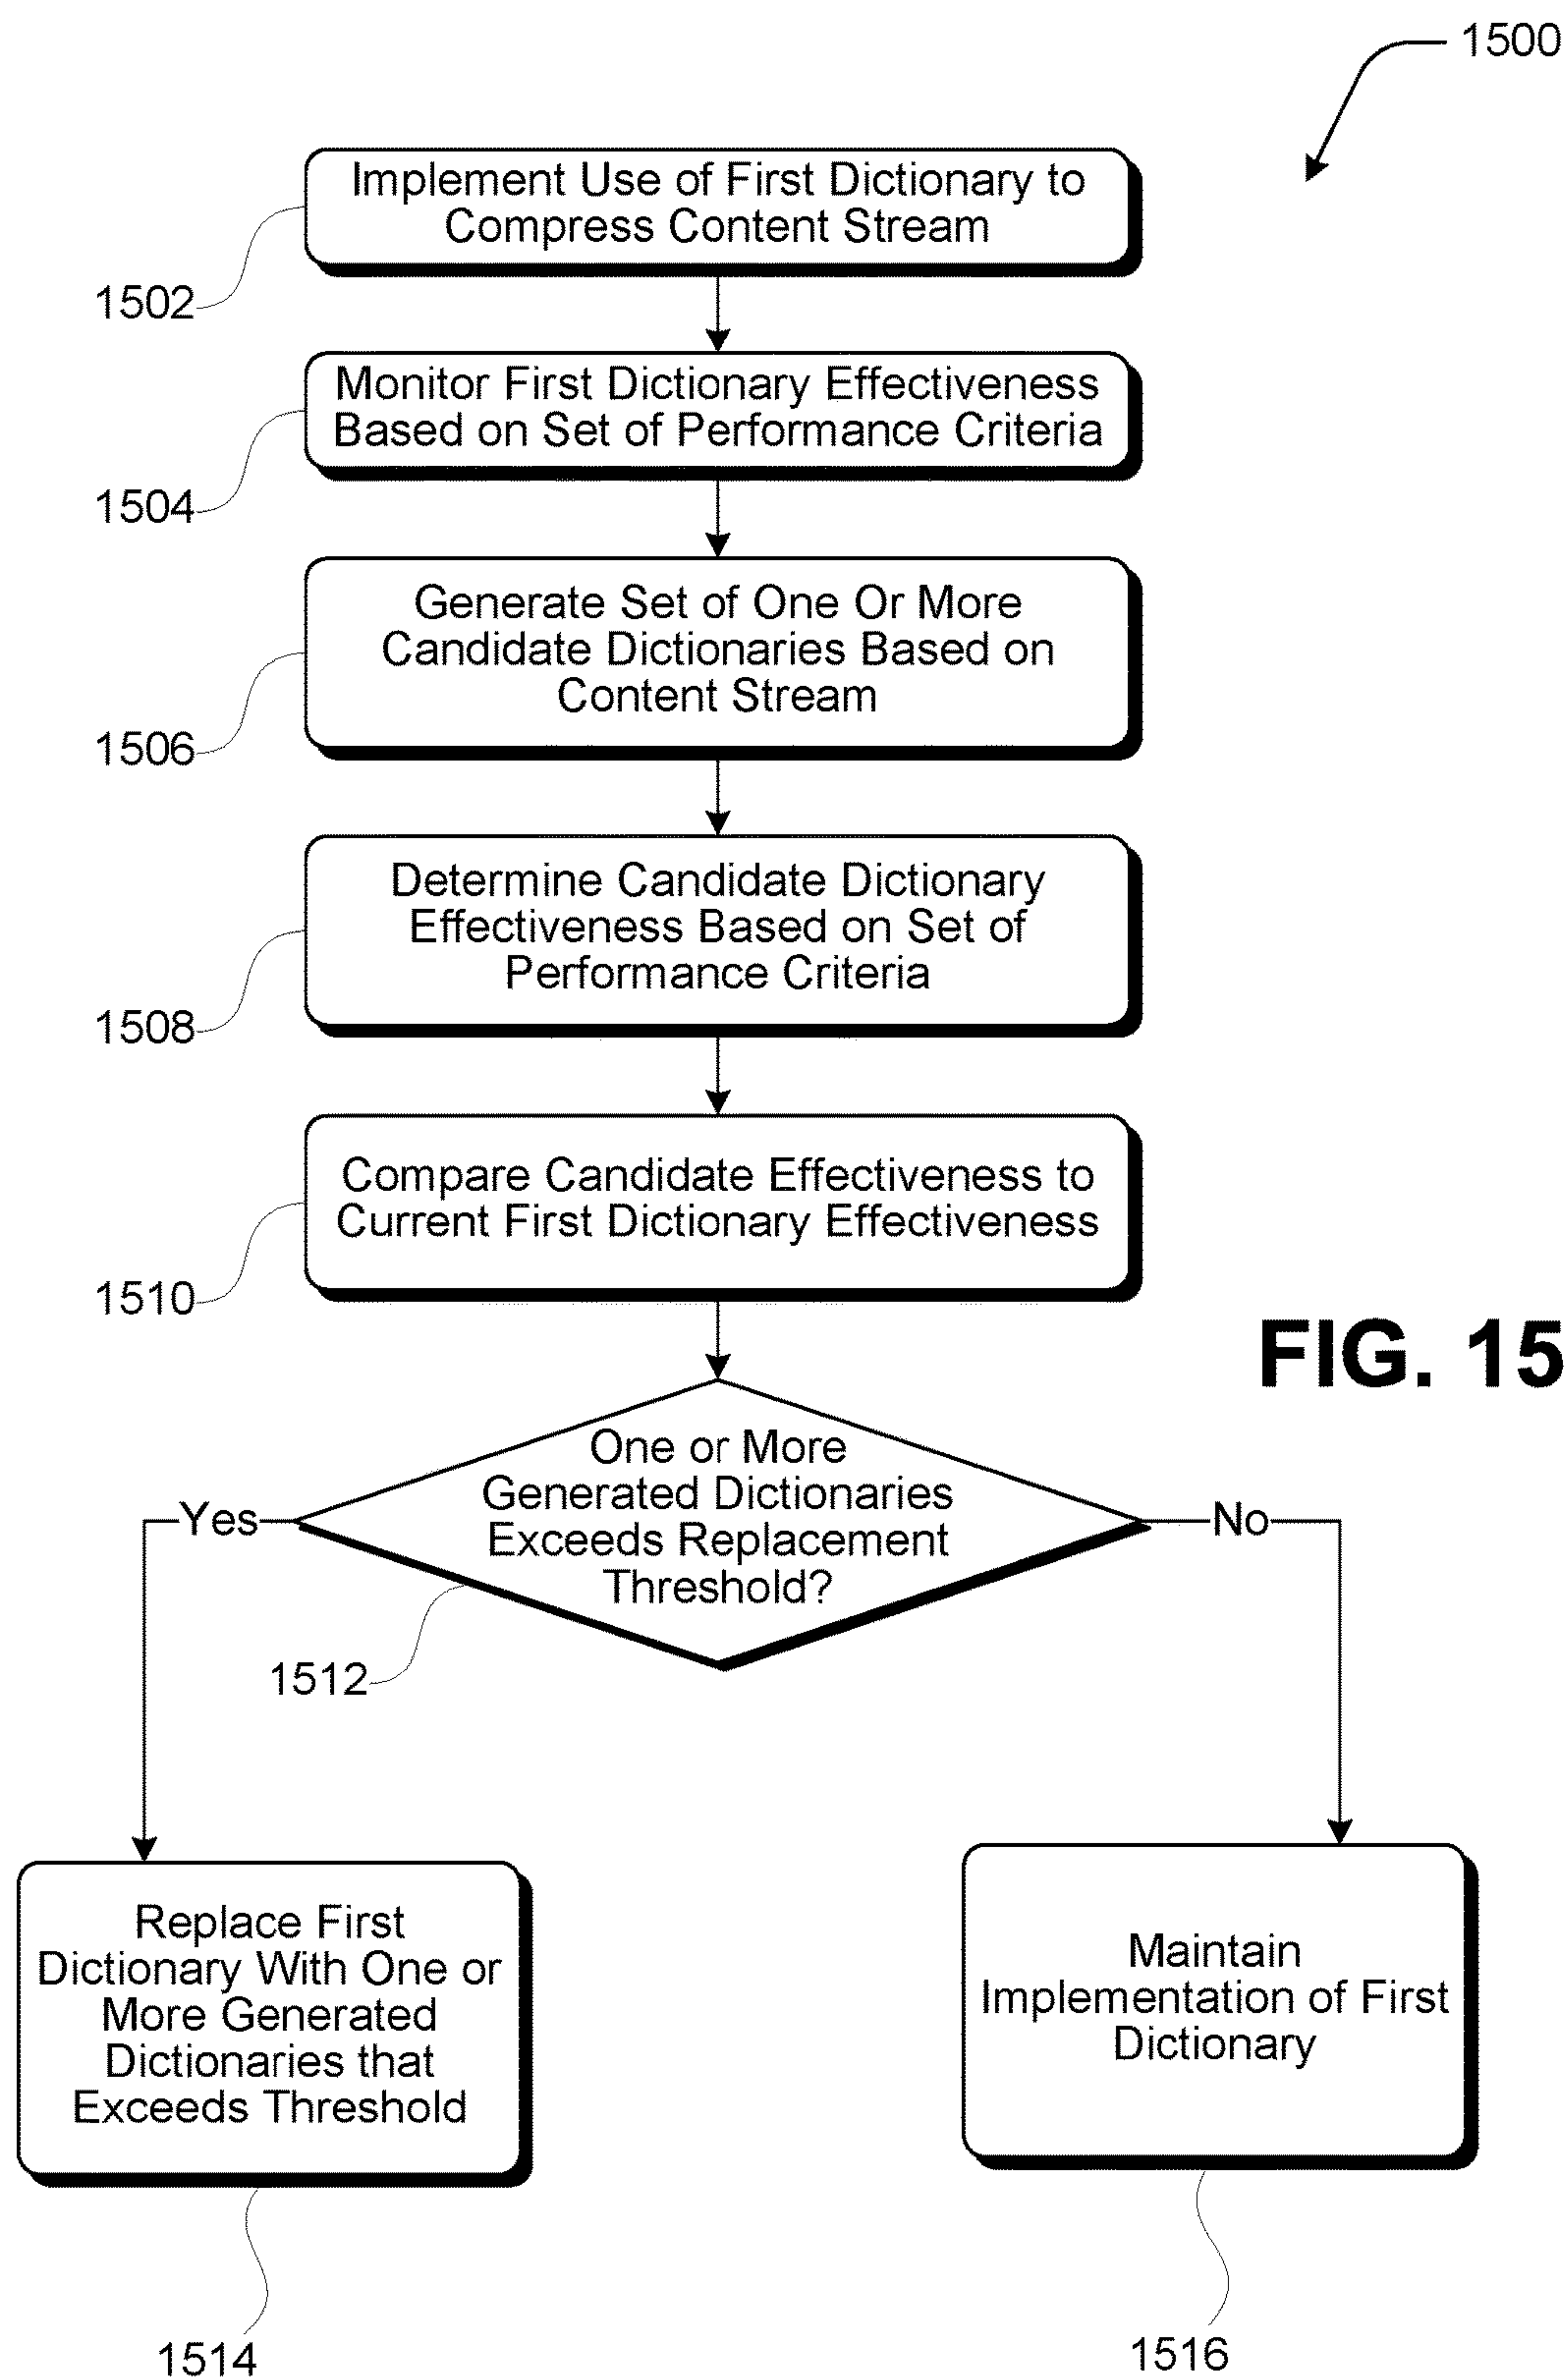 1500
Implement Use of First Dictionary to
Compress Content Stream
1502
Monitor First Dictionary Effectiveness
Based on Set of Performance Criteria
1504
Generate Set of One Or More
Candidate Dictionaries Based on
Content Stream
1506
Determine Candidate Dictionary
Effectiveness Based on Set of
Performance Criteria
1508
Compare Candidate Effectiveness to
Current First Dictionary Effectiveness
1510
FIG. 15
One or More
Generated Dictionaries
Exceeds Replacement
Threshold?
Yes
No
1512
Replace First
Dictionary With One or
More Generated
Dictionaries that
Exceeds Threshold
Maintain
Implementation of First
Dictionary
1514
1516